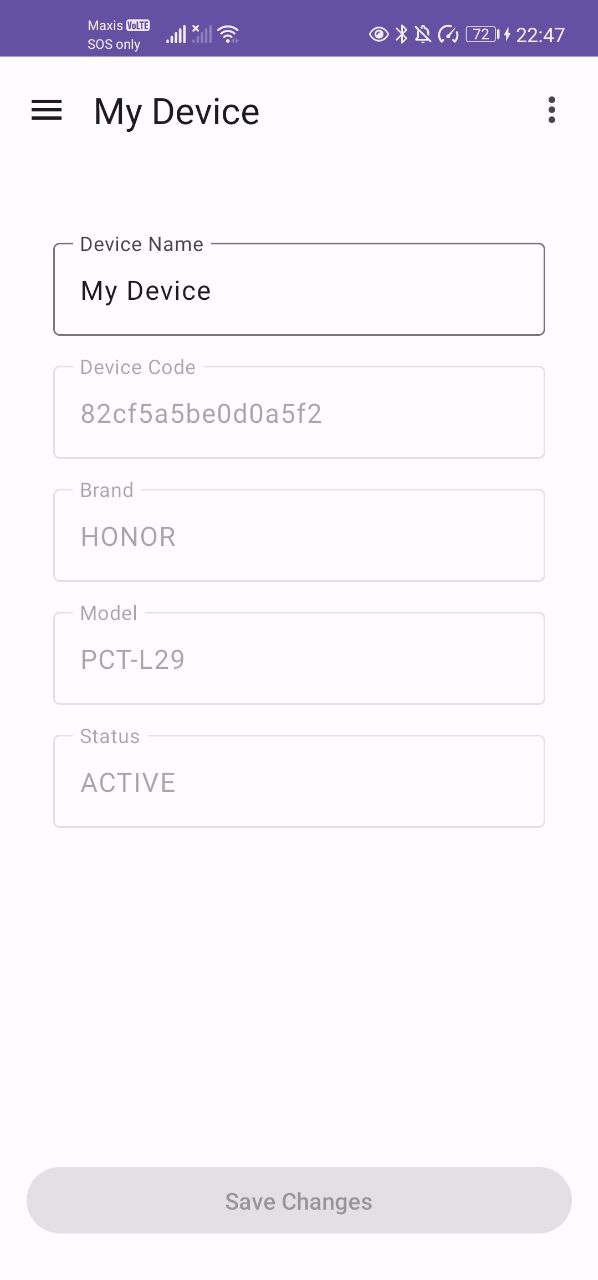 Maxis VoLTE
SOS only
72 22:47
My Device
Device Name
My Device
Device Code
82cf5a5be0d0a5f2
Brand
HONOR
Model
PCT-L29
Status
ACTIVE
Save Changes